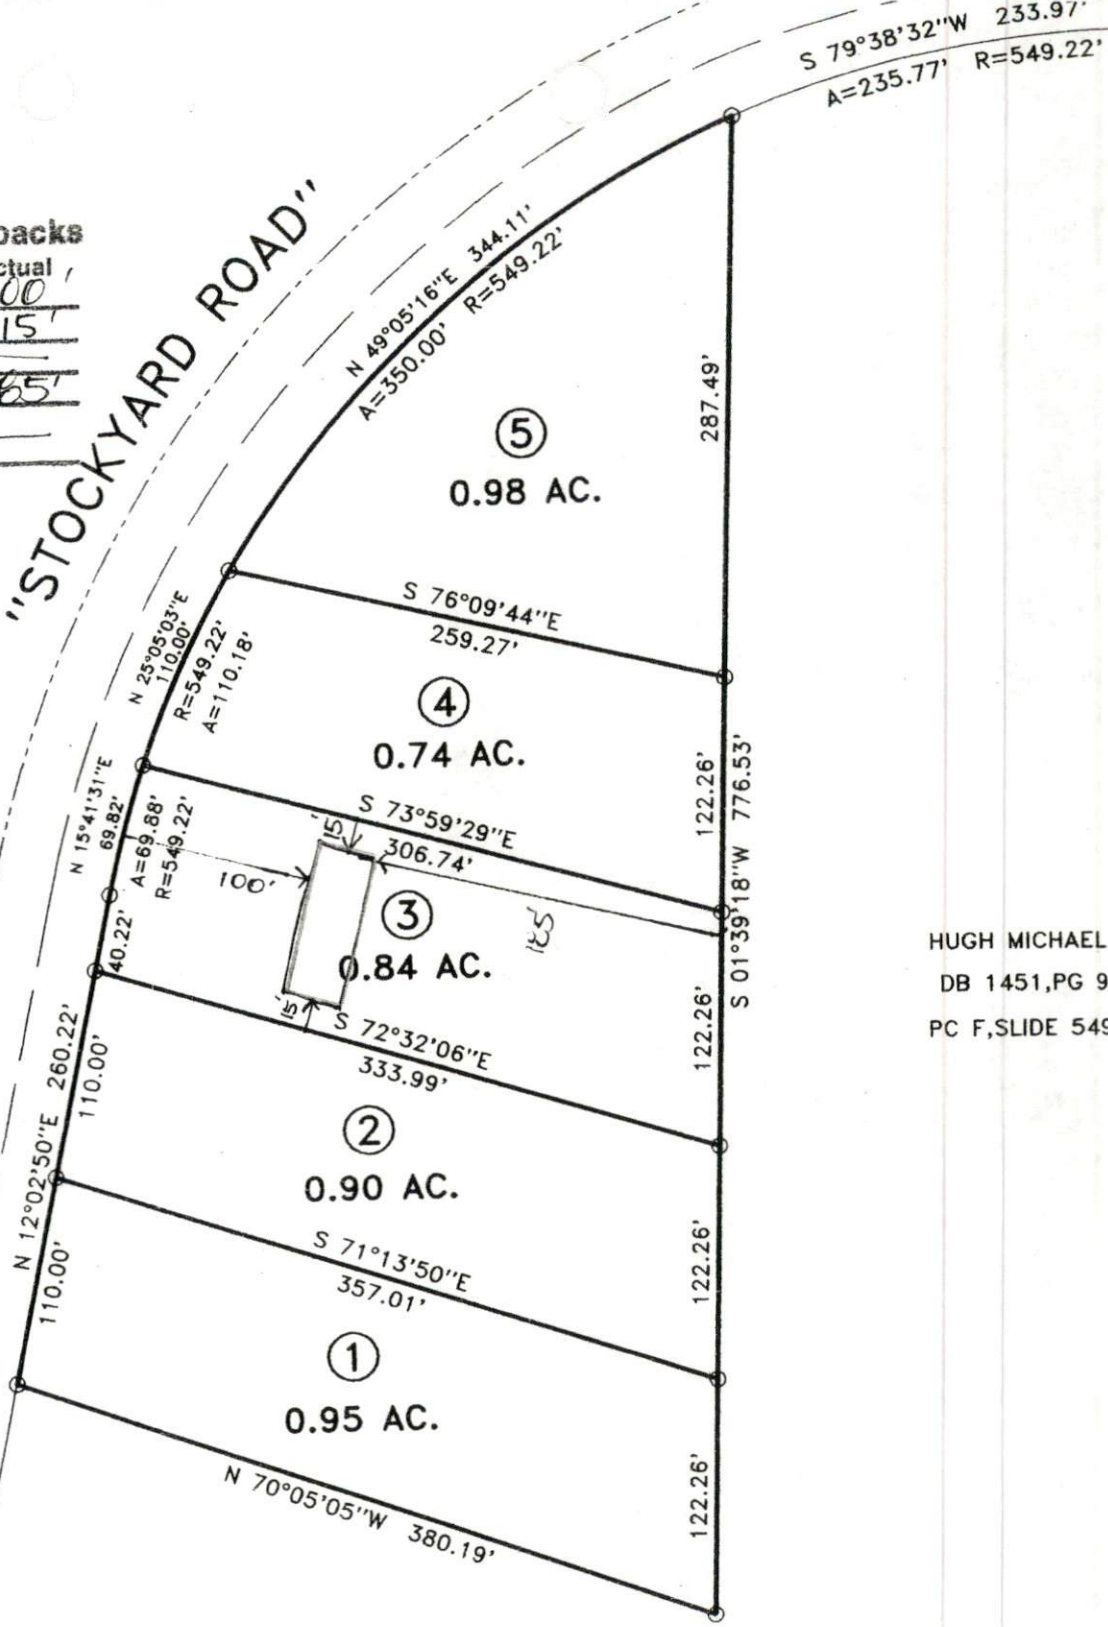 S 79°38'32"W 233.97'
A=235.77' R=549.22'
"STOCKYARD ROAD"
00'
15'
N 49°05'16"E 344.11'
A=350.00' R=549.22'
287.49'
5
0.98 AC.
S 76°09'44"E
259.27'
N 25°05'03"E
110.00'
R=549.22'
A=110.18'
4
0.74 AC.
122.26'
S 01°39'18"W 776.53'
S 73°59'29"E
306.74'
N 15°41'31"E
69.82'
A=69.88'
R=549.22'
15'
100'
185'
3
0.84 AC.
40.22'
15'
122.26'
HUGH MICHAEL
DB 1451,PG 9
PC F,SLIDE 549
S 72°32'06"E
333.99'
N 12°02'50"E 260.22'
110.00'
2
0.90 AC.
122.26'
S 71°13'50"E
357.01'
110.00'
1
0.95 AC.
122.26'
N 70°05'05"W 380.19'